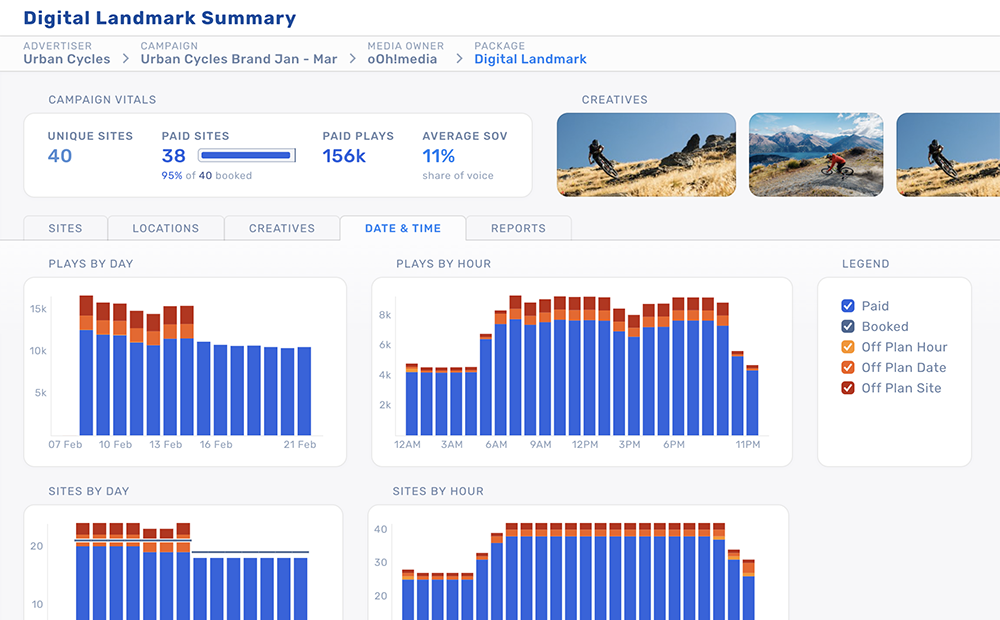 Digital Landmark Summary
ADVERTISER
Urban Cycles
CAMPAIGN
Urban Cycles Brand Jan - Mar
MEDIA OWNER
oOh!media
PACKAGE
Digital Landmark
CAMPAIGN VITALS
UNIQUE SITES
40
PAID SITES
38
95% of 40 booked
PAID PLAYS
156k
AVERAGE SOV
11%
share of voice
CREATIVES
SITES
LOCATIONS
CREATIVES
DATE & TIME
REPORTS
PLAYS BY DAY
15k
10k
5k
07 Feb
10 Feb
13 Feb
16 Feb
21 Feb
PLAYS BY HOUR
8k
6k
4k
2k
12AM
3AM
6AM
9AM
12PM
3PM
6PM
11PM
LEGEND
Paid
Booked
Off Plan Hour
Off Plan Date
Off Plan Site
SITES BY DAY
20
10
SITES BY HOUR
40
30
20